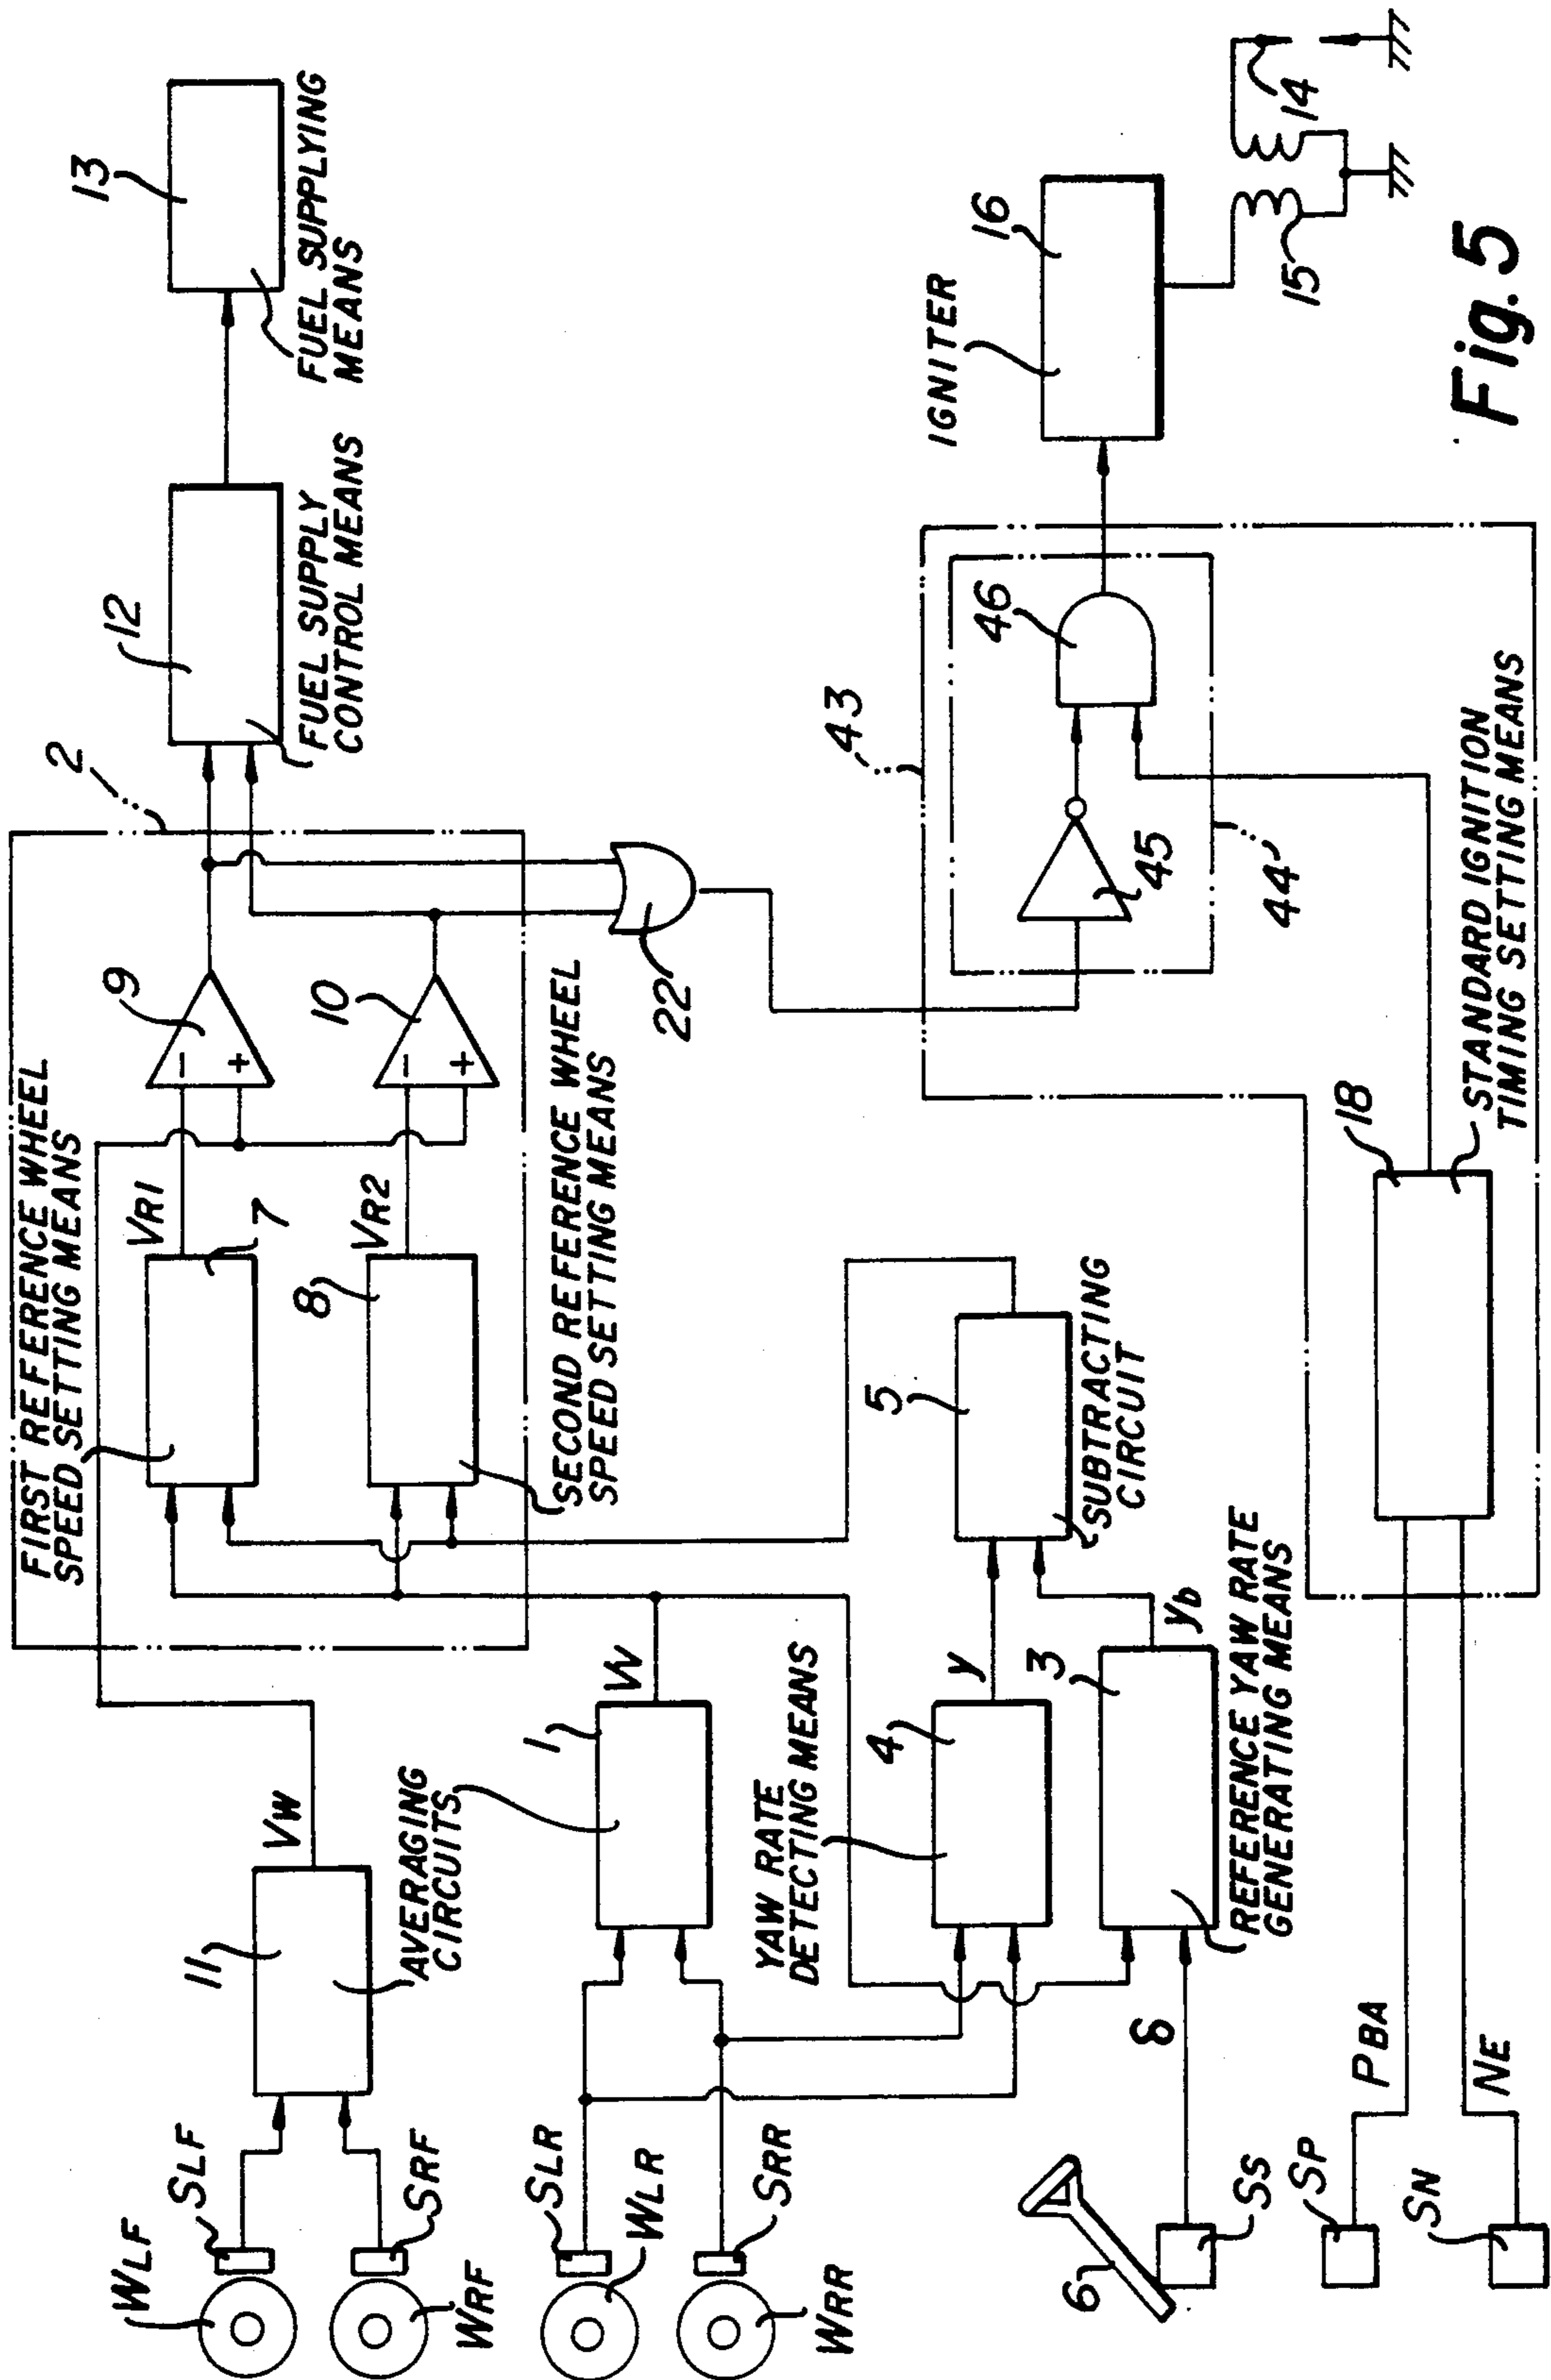 FIRST REFERENCE WHEEL
SPEED SETTING MEANS
2
12
FUEL SUPPLY
CONTROL MEANS
13
FUEL SUPPLYING
MEANS
VR1
7
9
-
+
8
VR2
10
-
+
SECOND REFERENCE WHEEL
SPEED SETTING MEANS
22
WLF
SLF
11
VW
AVERAGING
CIRCUITS
WRF
SRF
SLR
WLR
1
VV
WRR
SRR
YAW RATE
DETECTING MEANS
4
y
5
SUBTRACTING
CIRCUIT
3
yb
REFERENCE YAW RATE
GENERATING MEANS
6
δ
SS
43
44
45
46
IGNITER
16
14
15
SP
PBA
SN
NE
18
STANDARD IGNITION
TIMING SETTING MEANS
Fig. 5